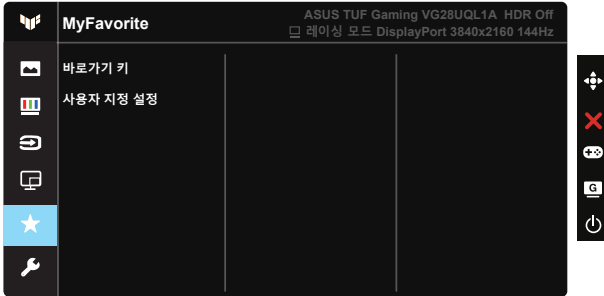 MyFavorite
ASUS TUF Gaming VG28UQL1A HDR Off
레이싱 모드 DisplayPort 3840x2160 144Hz
바로가기 키
사용자 지정 설정
G